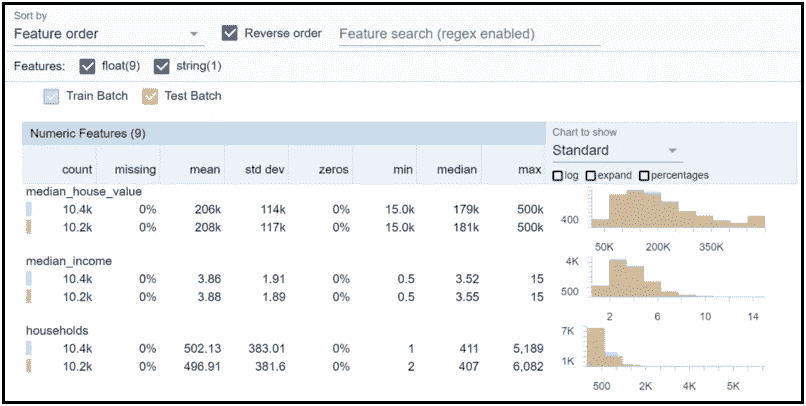 Sort by
Feature order
Reverse order
Feature search (regex enabled)
Features: float(9) string(1)
Train Batch Test Batch
Numeric Features (9)
Chart to show
Standard
count missing mean std dev zeros min median max
log expand percentages
median_house_value
10.4k 0% 206k 114k 0% 15.0k 179k 500k
10.2k 0% 208k 117k 0% 15.0k 181k 500k
400
50K 200K 350K
median_income
10.4k 0% 3.86 1.91 0% 0.5 3.52 15
10.2k 0% 3.88 1.89 0% 0.5 3.55 15
4K
500
2 6 10 14
households
10.4k 0% 502.13 383.01 0% 1 411 5,189
10.2k 0% 496.91 381.6 0% 2 407 6,082
7K
1K
500 2K 4K 5K